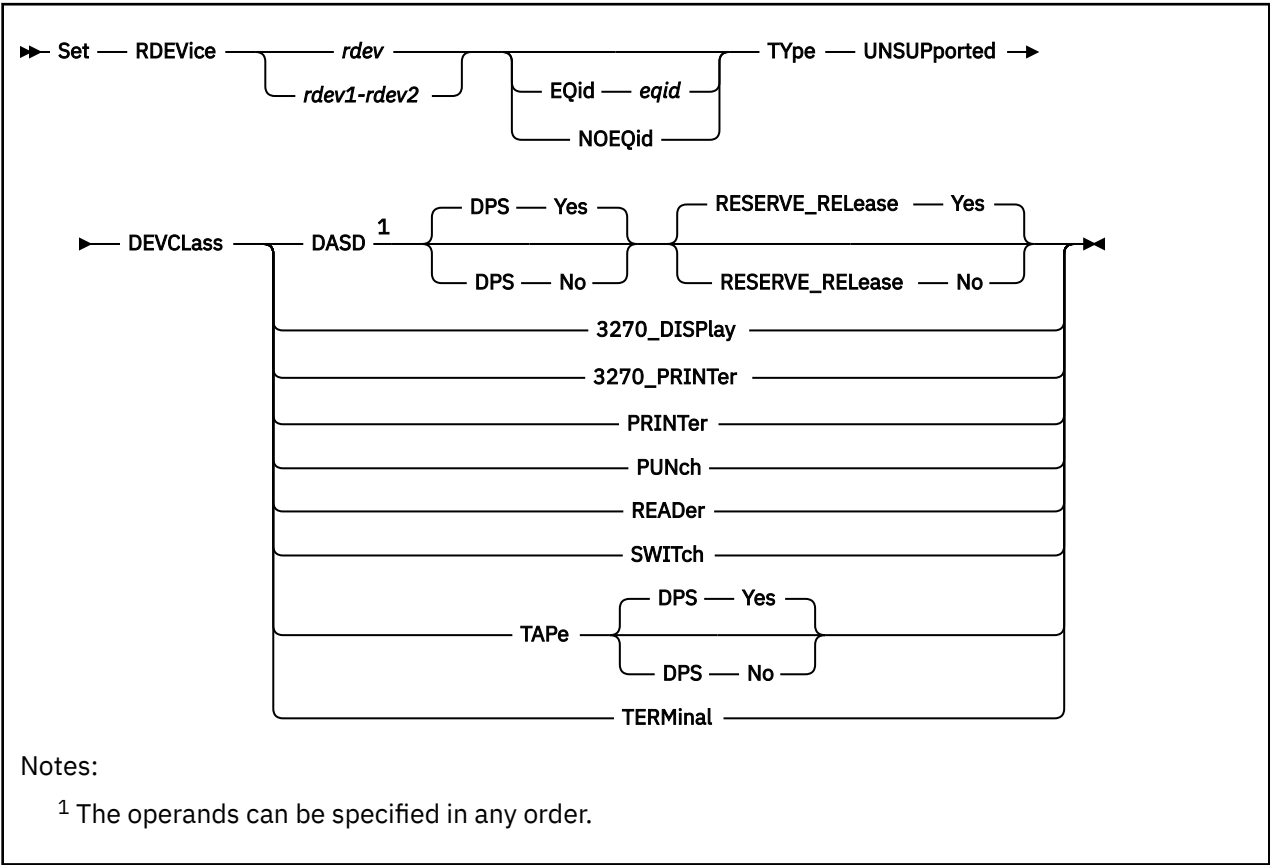 Set RDEVice rdev TYpe UNSUPported
rdev1-rdev2
EQid eqid
NOEQid
DEVCLass DASD 1
DPS Yes
DPS No
RESERVE_RELease Yes
RESERVE_RELease No
3270_DISPlay
3270_PRINTer
PRINTer
PUNch
READer
SWITch
TAPe
DPS Yes
DPS No
TERMinal
Notes:
1 The operands can be specified in any order.